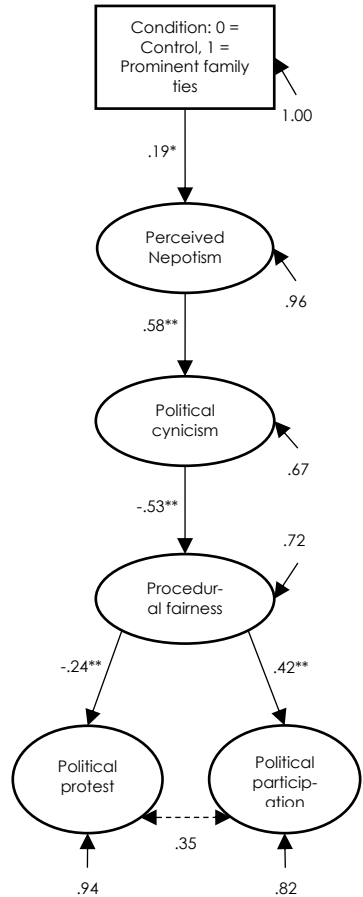 Condition: 0 =
Control, 1 =
Prominent family
ties
1.00
.19*
Perceived
Nepotism
.96
.58**
Political
cynicism
.67
-.53**
.72
Procedur-
al fairness
-.24**
.42**
Political
protest
Political
particip-
ation
.35
.94
.82